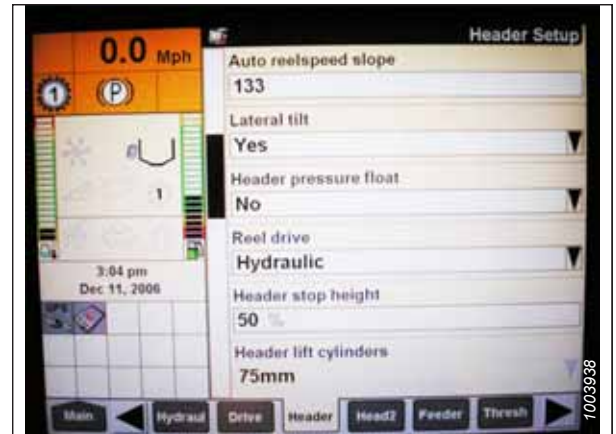 0.0 Mph
Header Setup
1
(P)
Auto reelspeed slope
133
Lateral tilt
Yes
Header pressure float
No
1
Reel drive
Hydraulic
3:04 pm
Dec 11, 2006
Header stop height
50 %
Header lift cylinders
75mm
Main
Hydraul
Drive
Header
Head2
Feeder
Thresh
1003938